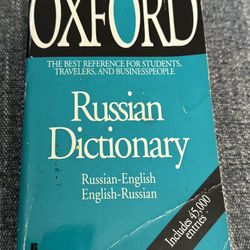 OXFORD
THE BEST REFERENCE FOR STUDENTS,
TRAVELERS, AND BUSINESSPEOPLE
Russian
Dictionary
Russian-English
English-Russian
Includes 45,000
entries